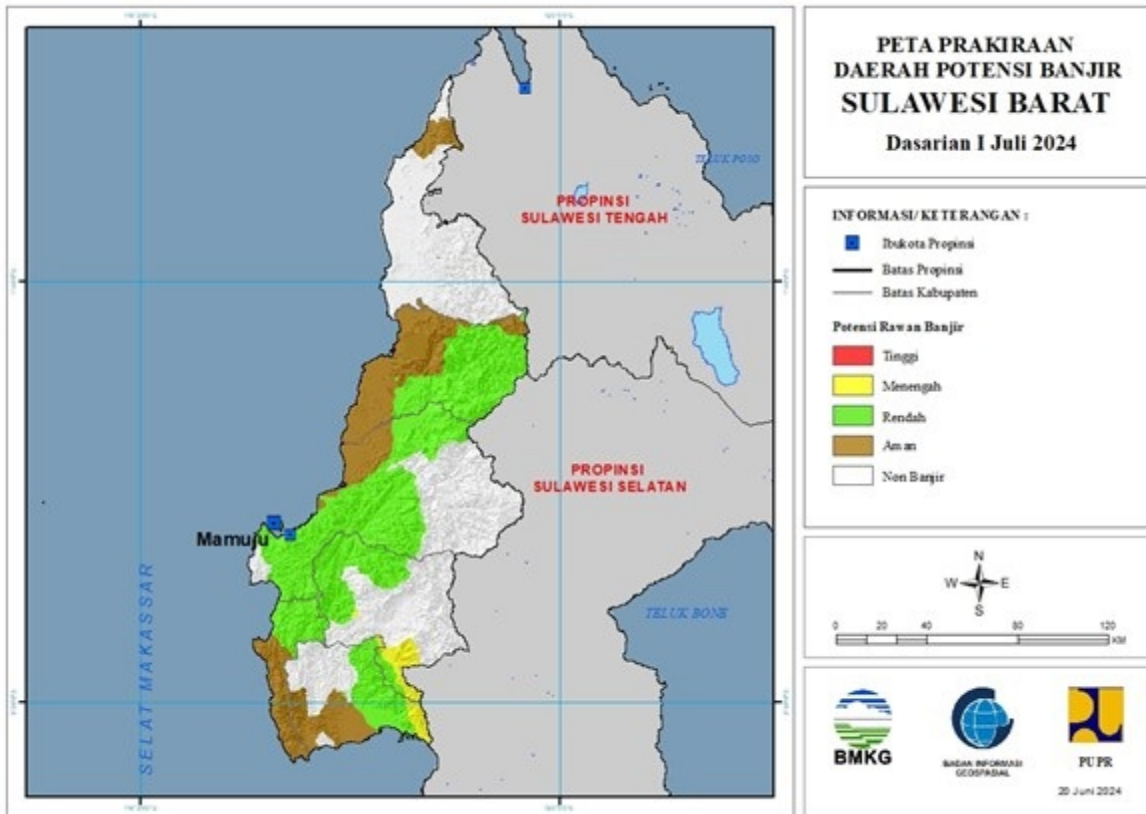 PETA PRAKIRAAN
DAERAH POTENSI BANJIR
SULAWESI BARAT
Dasarian I Juli 2024
TELUK POSO
PROPINSI
SULAWESI TENGAH
PROPINSI
SULAWESI SELATAN
Mamuju
SELAT MAKASSAR
TELUK BONE
INFORMASI/KETERANGAN :
Ibukota Propinsi
Batas Propinsi
Batas Kabupaten
Potensi Rawan Banjir
Tinggi
Menengah
Rendah
Aman
Non Banjir
N
W E
S
0 20 40 80 120
KM
BMKG
BADAN INFORMASI
GEOSPASIAL
PUPR
20 Juni 2024